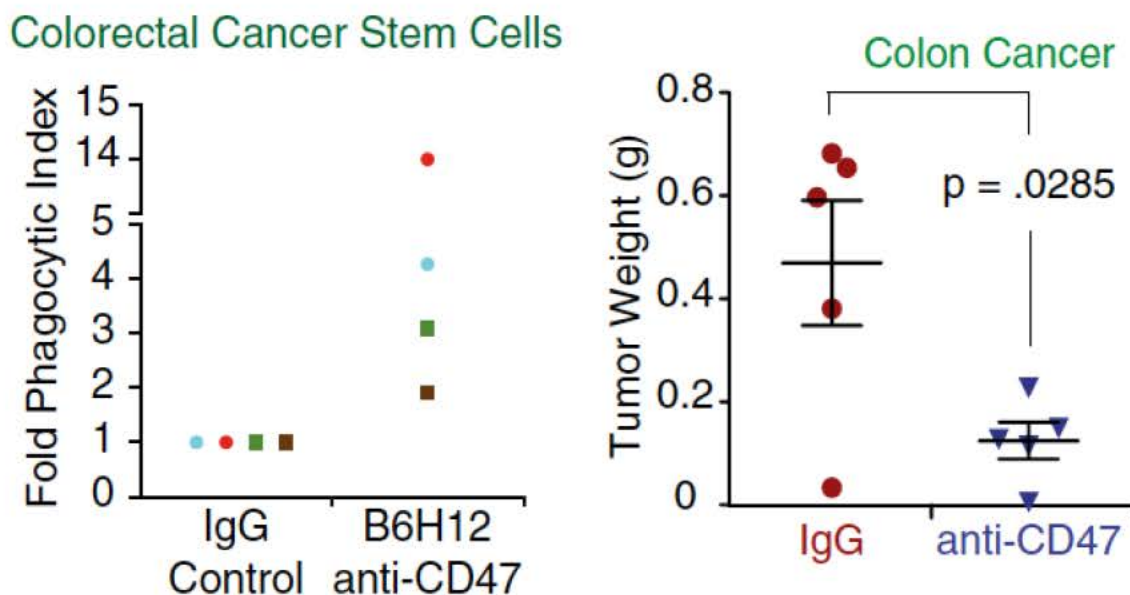 Colorectal Cancer Stem Cells
Fold Phagocytic Index
15
14
5
5
4
3
2
1
0
IgG
Control
B6H12
anti-CD47
Colon Cancer
Tumor Weight (g)
0.8
0.6
0.4
0.2
0
p = .0285
IgG
anti-CD47